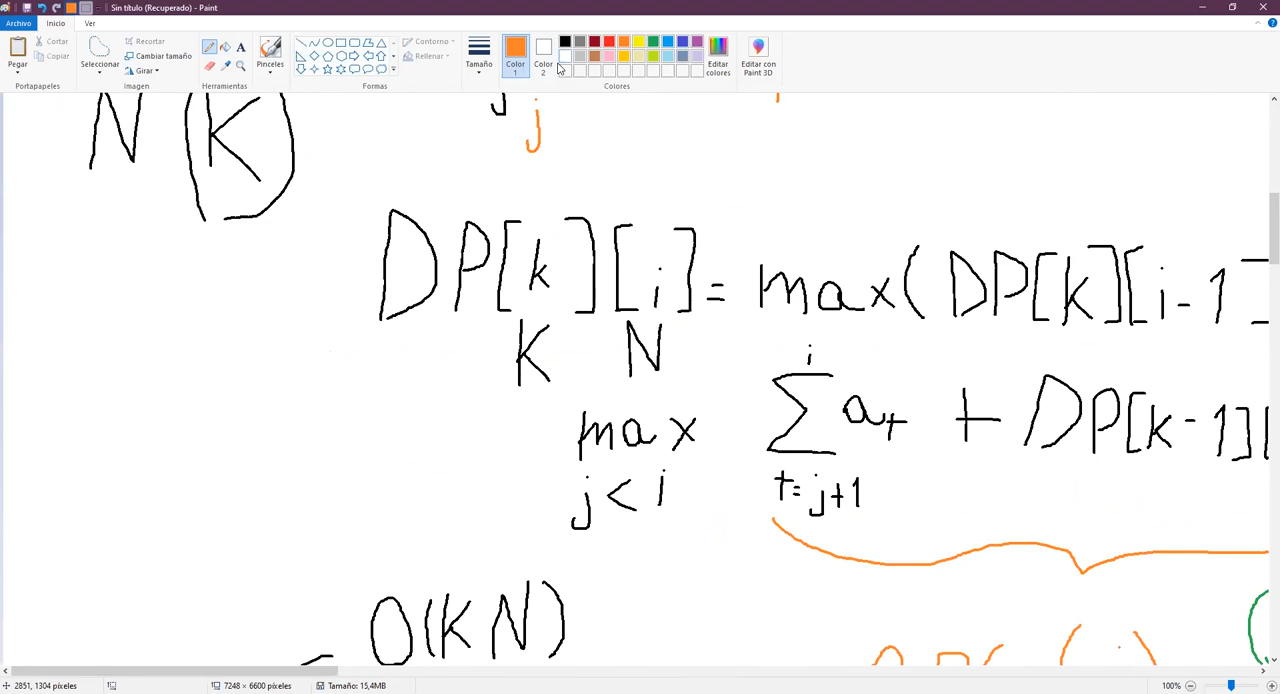 Sin título (Recuperado) - Paint
Archivo Inicio Ver
Pegar
Cortar
Copiar
Portapapeles
Seleccionar
Recortar
Cambiar tamaño
Girar
Imagen
A
Herramientas
Pinceles
Contorno
Rellenar
Formas
Tamaño
Color 1
Color 2
Editar colores
Colores
Editar con Paint 3D
N K
j
j
DP[k][i] = max( DP[k][i-1]
K N
max j<i ∑ i t=j+1 a_t + DP[k-1][
O(KN)
2851, 1304 píxeles 7248 × 6600 píxeles Tamaño: 15,4MB 100%